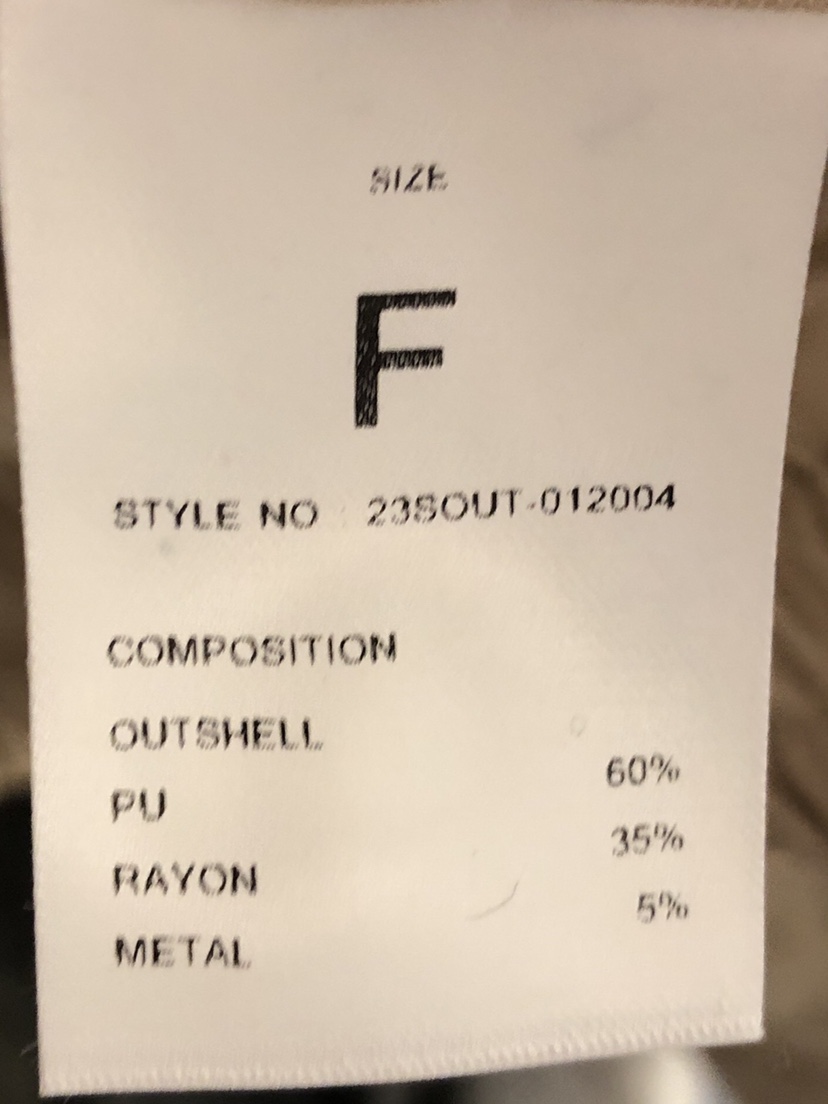 SIZE
F
STYLE NO 23SOUT-012004
COMPOSITION
OUTSHELL
PU 60%
RAYON 35%
METAL 5%